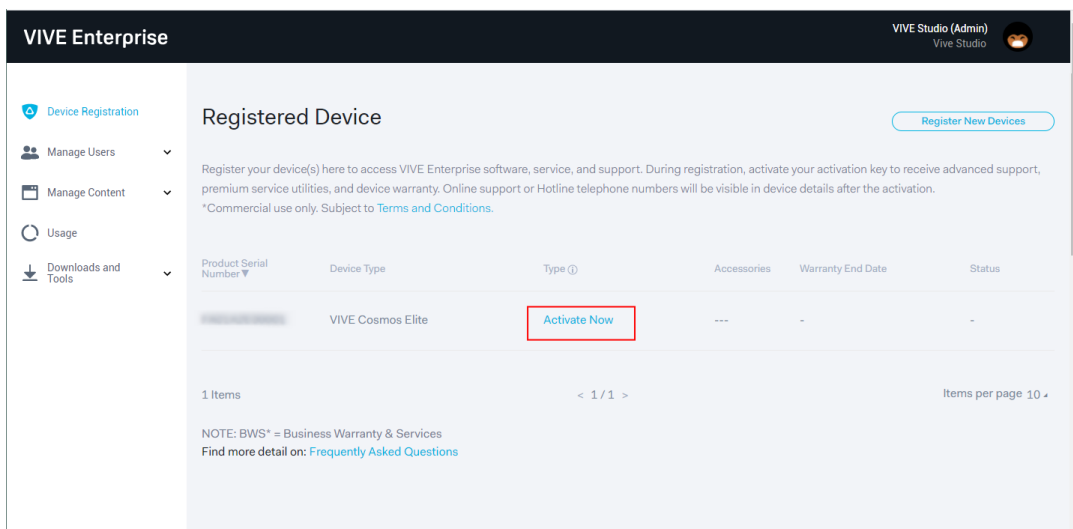 VIVE Enterprise
VIVE Studio (Admin)
Vive Studio
Device Registration
Manage Users
Manage Content
Usage
Downloads and
Tools
Registered Device
Register New Devices
Register your device(s) here to access VIVE Enterprise software, service, and support. During registration, activate your activation key to receive advanced support,
premium service utilities, and device warranty. Online support or Hotline telephone numbers will be visible in device details after the activation.
*Commercial use only. Subject to Terms and Conditions.
Product Serial
Number▼ Device Type Type ⓘ Accessories Warranty End Date Status
VIVE Cosmos Elite Activate Now --- - -
1 Items < 1 / 1 > Items per page 10
NOTE: BWS* = Business Warranty & Services
Find more detail on: Frequently Asked Questions